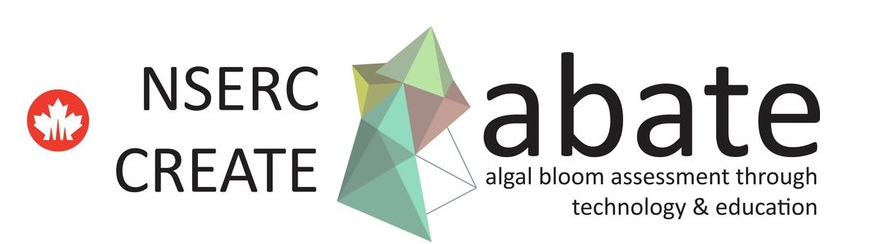 NSERC
CREATE
abate
algal bloom assessment through
technology & education